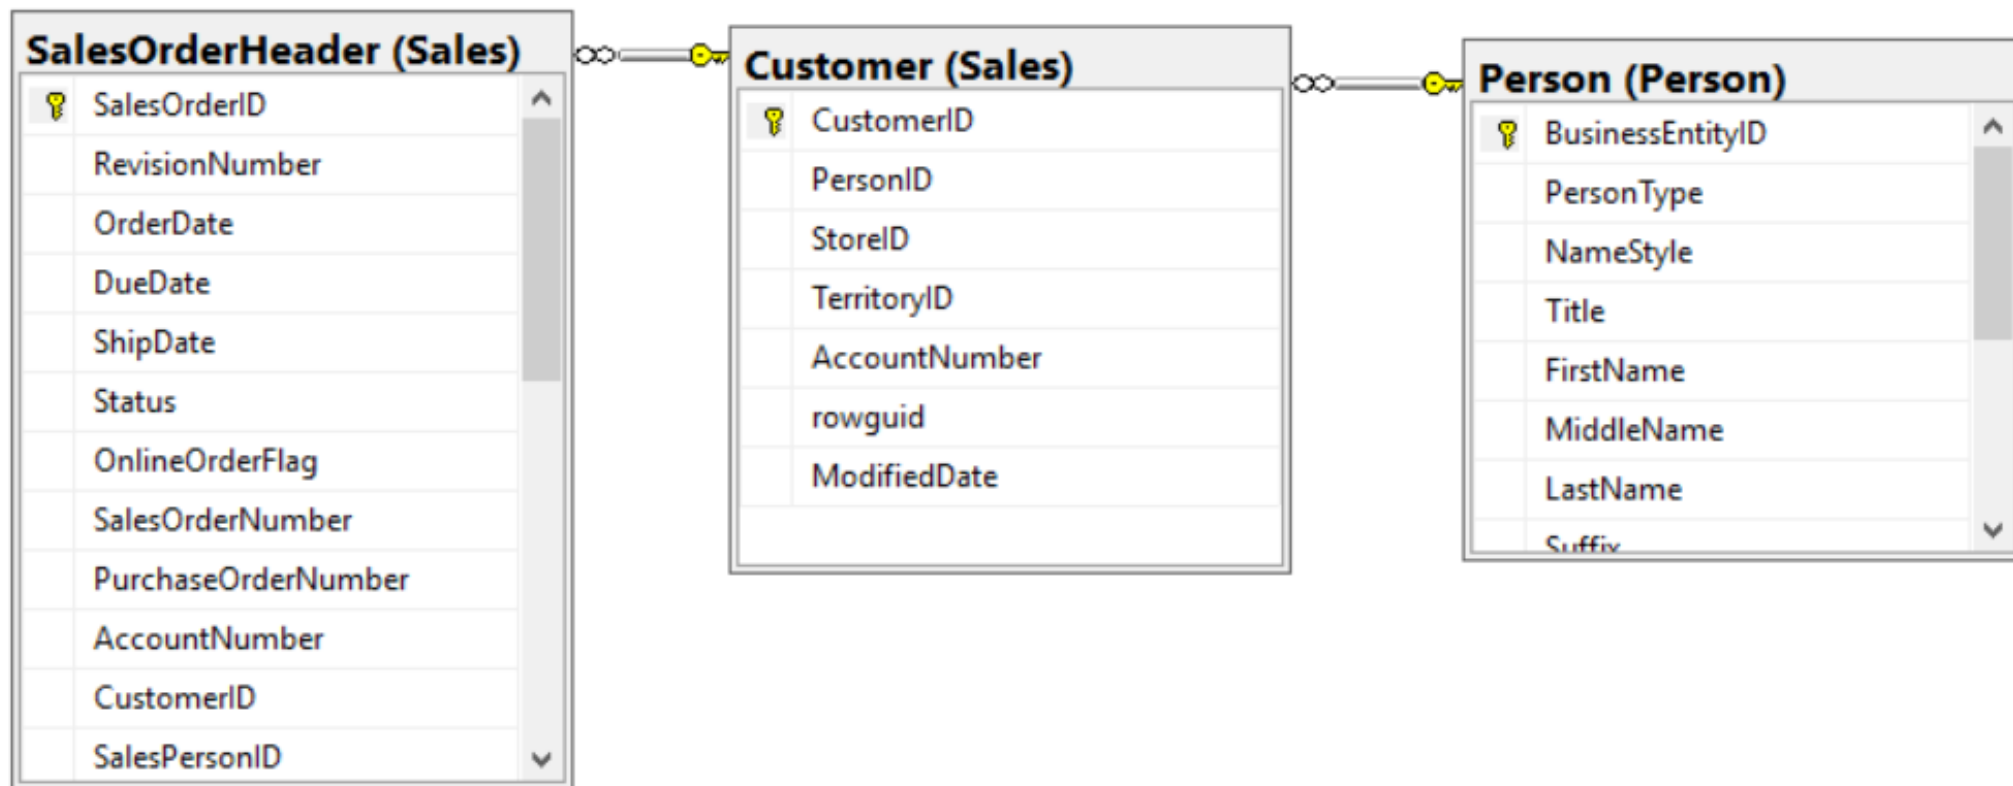 SalesOrderHeader (Sales)
SalesOrderID
RevisionNumber
OrderDate
DueDate
ShipDate
Status
OnlineOrderFlag
SalesOrderNumber
PurchaseOrderNumber
AccountNumber
CustomerID
SalesPersonID
Customer (Sales)
CustomerID
PersonID
StoreID
TerritoryID
AccountNumber
rowguid
ModifiedDate
Person (Person)
BusinessEntityID
PersonType
NameStyle
Title
FirstName
MiddleName
LastName
Suffix